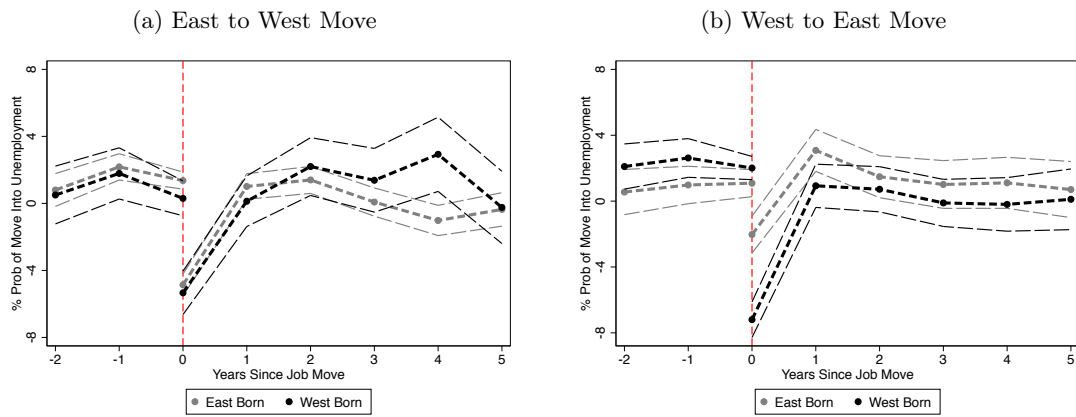 (a) East to West Move
% Prob of Move Into Unemployment
8
4
0
-4
-8
-2
-1
0
1
2
3
4
5
Years Since Job Move
East Born
West Born
(b) West to East Move
% Prob of Move Into Unemployment
8
4
0
-4
-8
-2
-1
0
1
2
3
4
5
Years Since Job Move
East Born
West Born